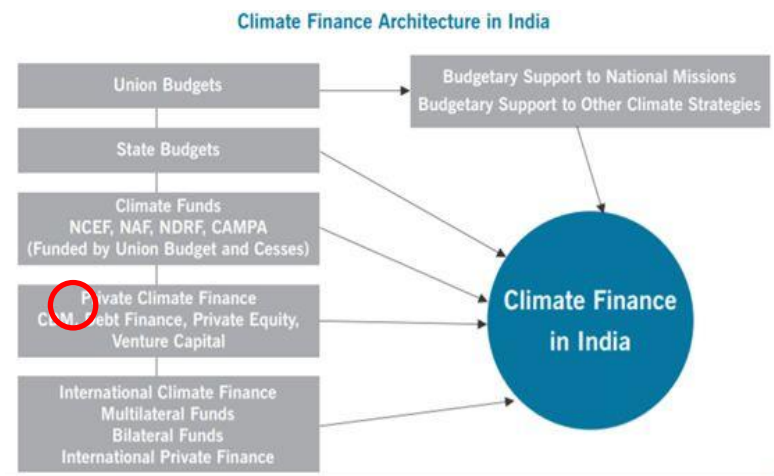 Climate Finance Architecture in India
Union Budgets
Budgetary Support to National Missions
Budgetary Support to Other Climate Strategies
State Budgets
Climate Funds
NCEF, NAF, NDRF, CAMPA
(Funded by Union Budget and Cesses)
Private Climate Finance
CDM, Debt Finance, Private Equity,
Venture Capital
Climate Finance
in India
International Climate Finance
Multilateral Funds
Bilateral Funds
International Private Finance